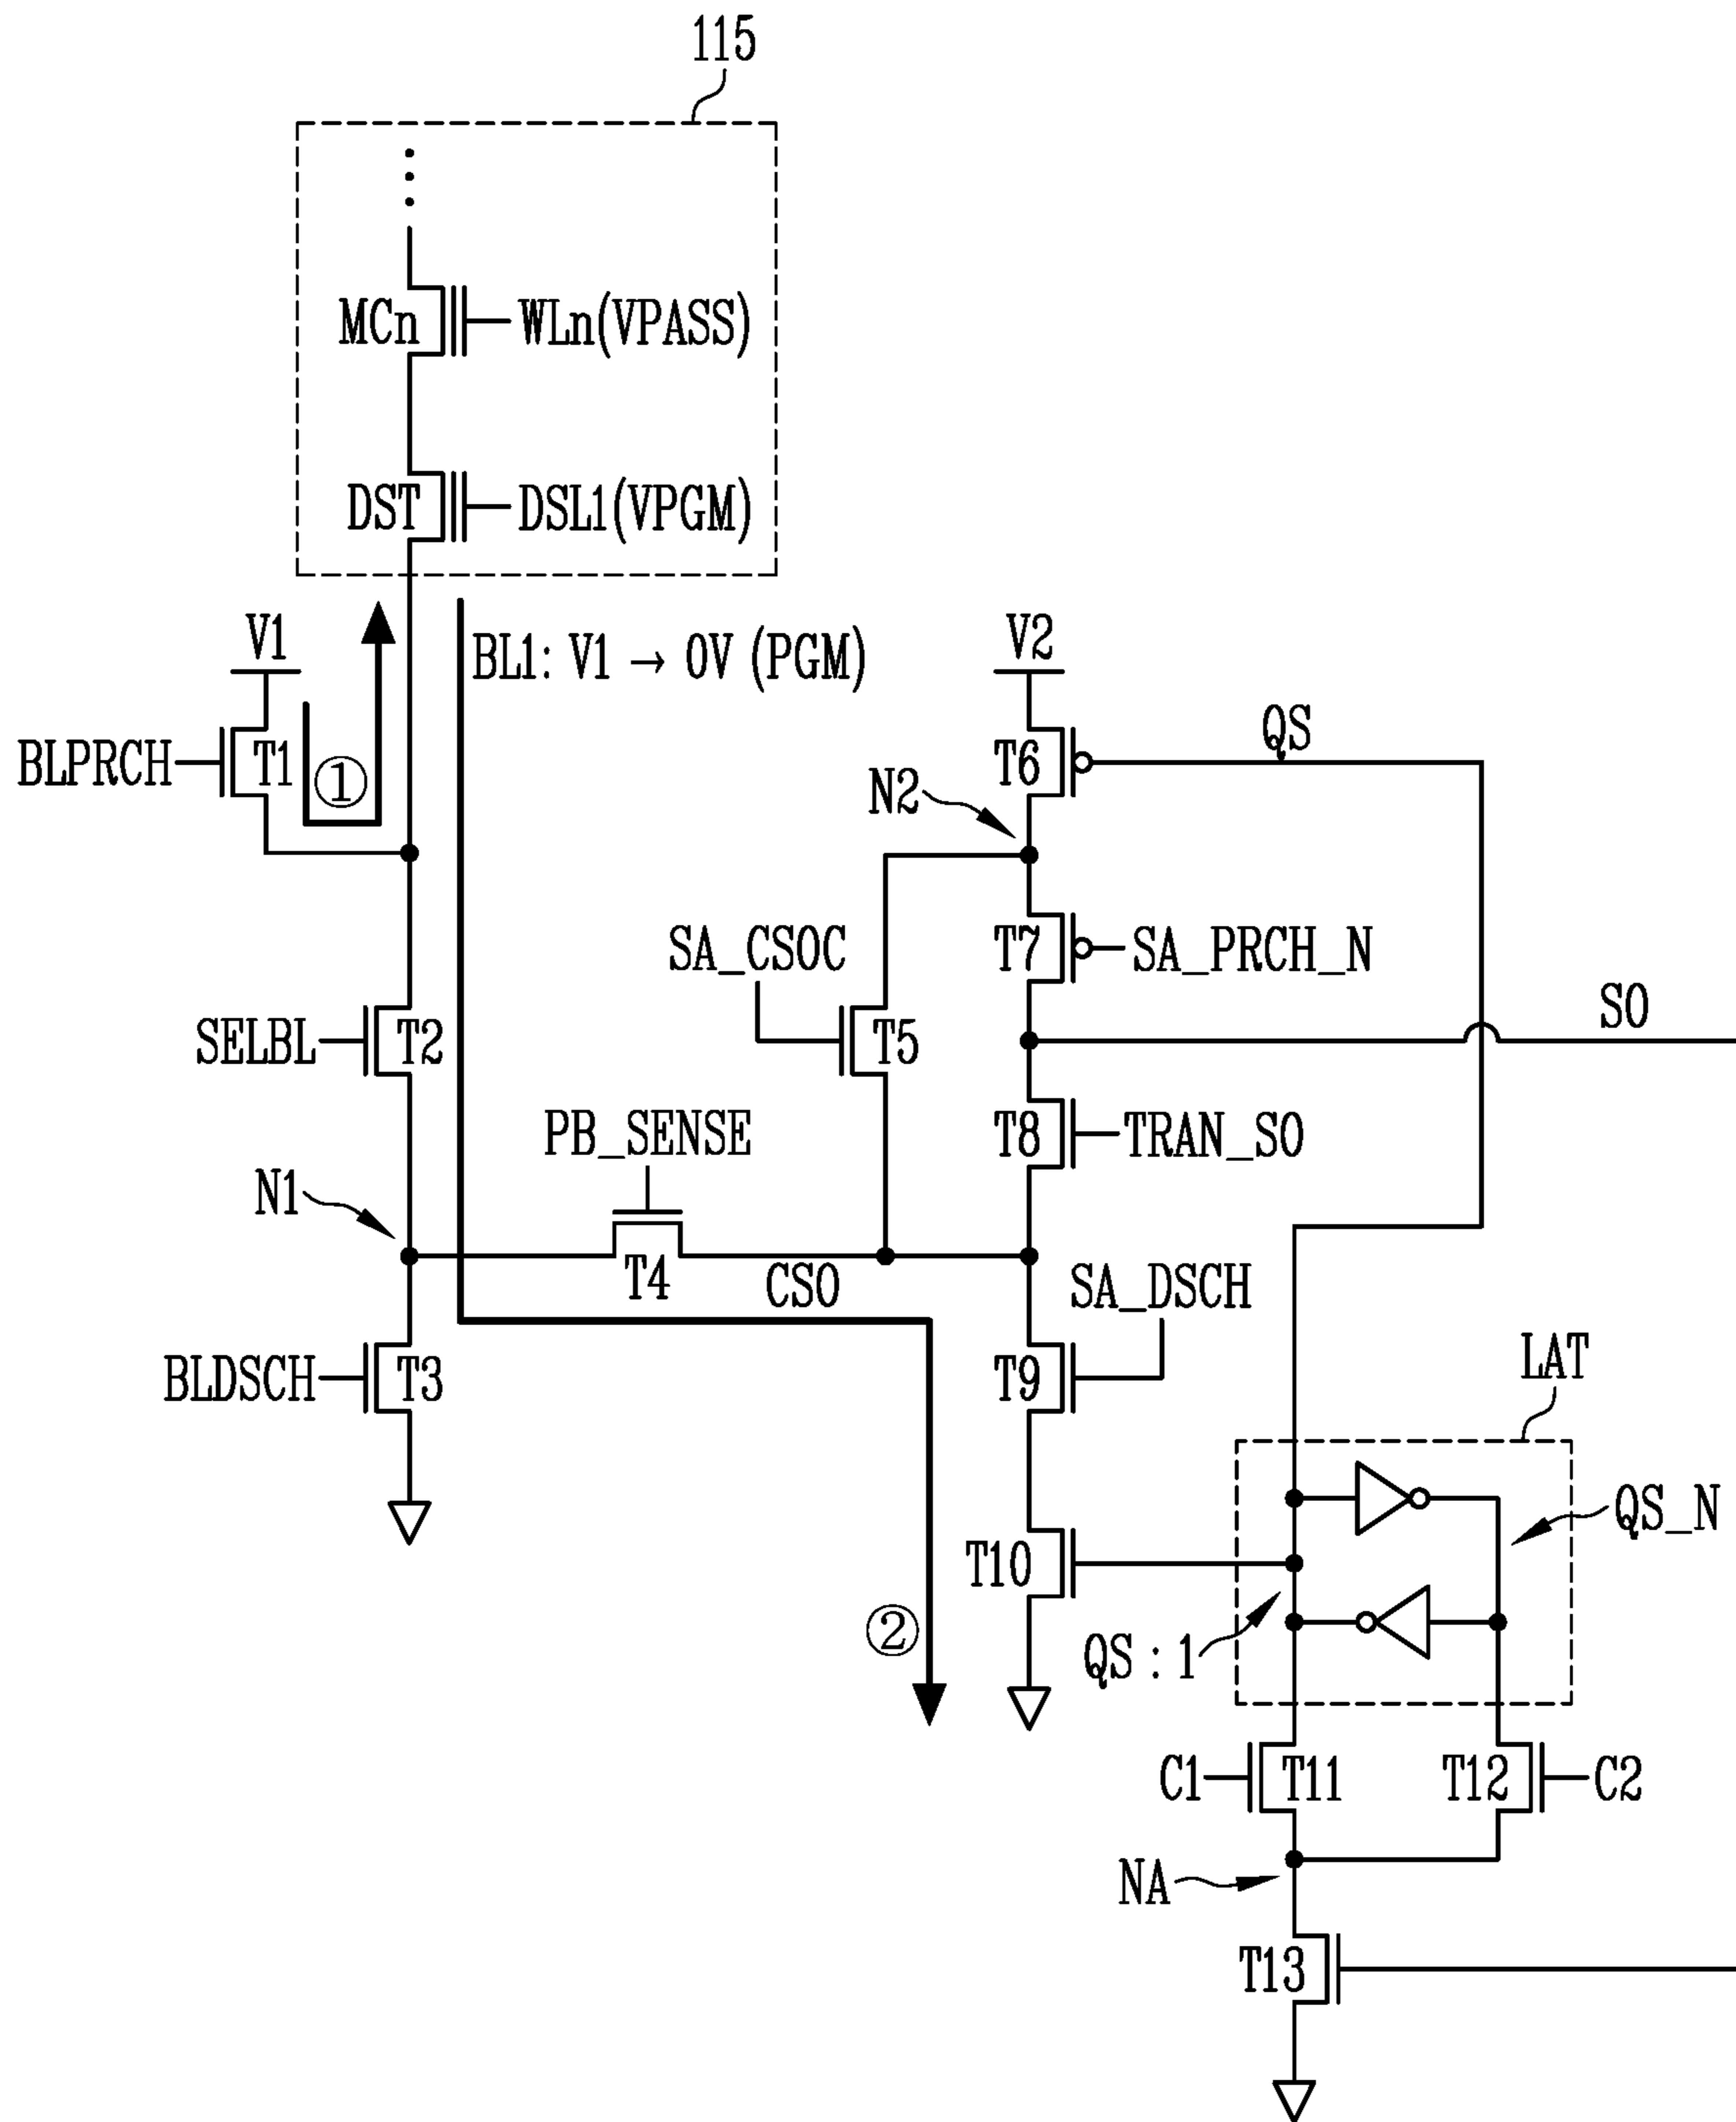 115
MCn
WLn(VPASS)
DST
DSL1(VPGM)
V1
BL1: V1 → 0V (PGM)
V2
BLPRCH
T1
①
T6
QS
N2
SA_CSOC
T7
SA_PRCH_N
SO
SELBL
T2
T5
PB_SENSE
T8
TRAN_SO
N1
T4
CSO
SA_DSCH
BLDSCH
T3
T9
LAT
QS_N
T10
②
QS : 1
C1
T11
T12
C2
NA
T13